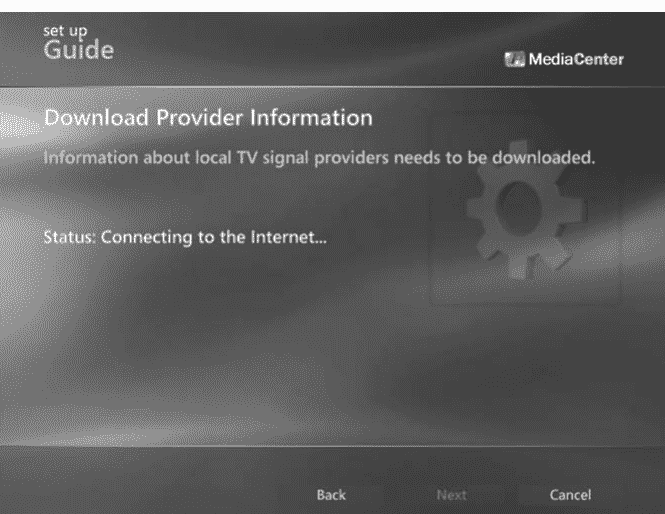 set up
Guide
MediaCenter
Download Provider Information
Information about local TV signal providers needs to be downloaded.
Status: Connecting to the Internet...
Back Next Cancel